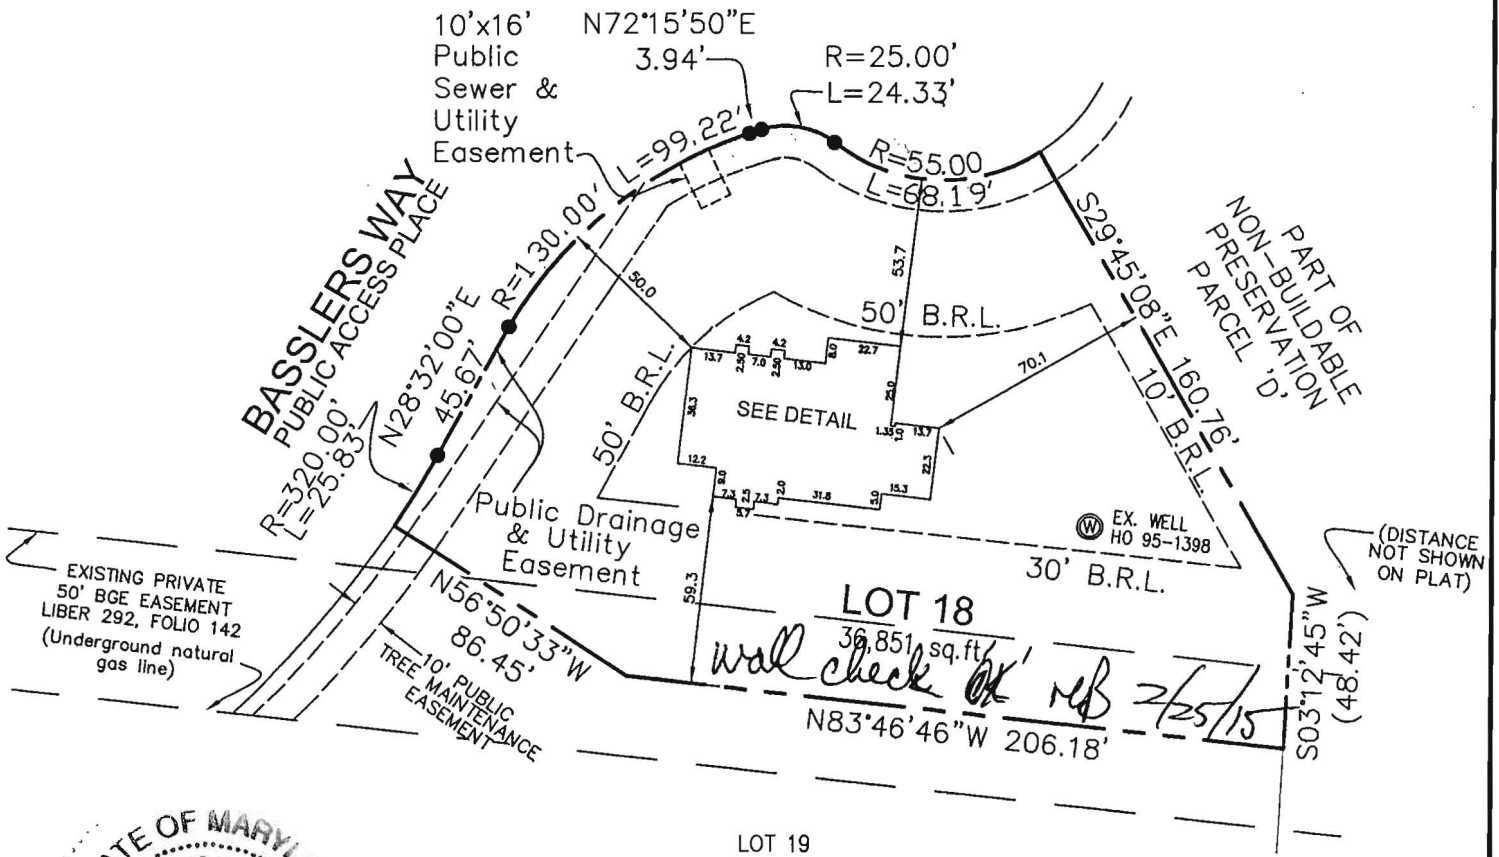 10'x16'
Public
Sewer &
Utility
Easement
N72°15'50"E
3.94'
R=25.00'
L=24.33'
L=99.22'
R=130.00'
R=55.00
L=68.19'
BASSLERS WAY
PUBLIC ACCESS PLACE
N28°32'00"E
45.67'
R=320.00'
L=25.83'
S29°45'08"E 160.76'
PART OF
NON-BUILDABLE
PRESERVATION
PARCEL 'D'
50.0
53.7
70.1
50' B.R.L.
50' B.R.L.
10' B.R.L.
4.2
4.2
13.7
2.50
7.0
2.50
13.0
8.0
22.7
36.3
SEE DETAIL
25.0
1.33
1.0
13.7
22.3
12.2
9.0
7.3
2.5
5.7
7.3
2.0
31.8
5.0
15.3
59.3
Public Drainage
& Utility
Easement
W
EX. WELL
HO 95-1398
30' B.R.L.
(DISTANCE
NOT SHOWN
ON PLAT)
EXISTING PRIVATE
50' BGE EASEMENT
LIBER 292, FOLIO 142
(Underground natural
gas line)
N56°50'33"W
86.45'
10' PUBLIC
TREE MAINTENANCE
EASEMENT
LOT 18
36,851 sq.ft.
wall check OK 2/25/15
N83°46'46"W 206.18'
S03°12'45"W
(48.42')
LOT 19
ATE OF MARYL